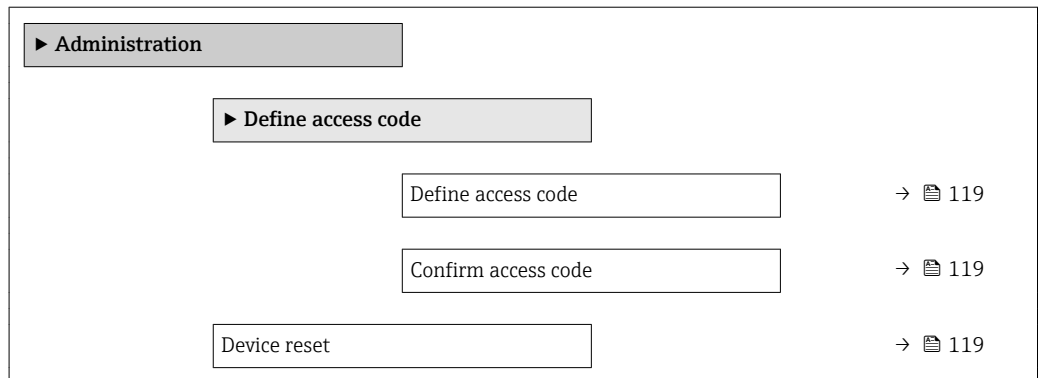 ▶ Administration
▶ Define access code
Define access code → 119
Confirm access code → 119
Device reset → 119